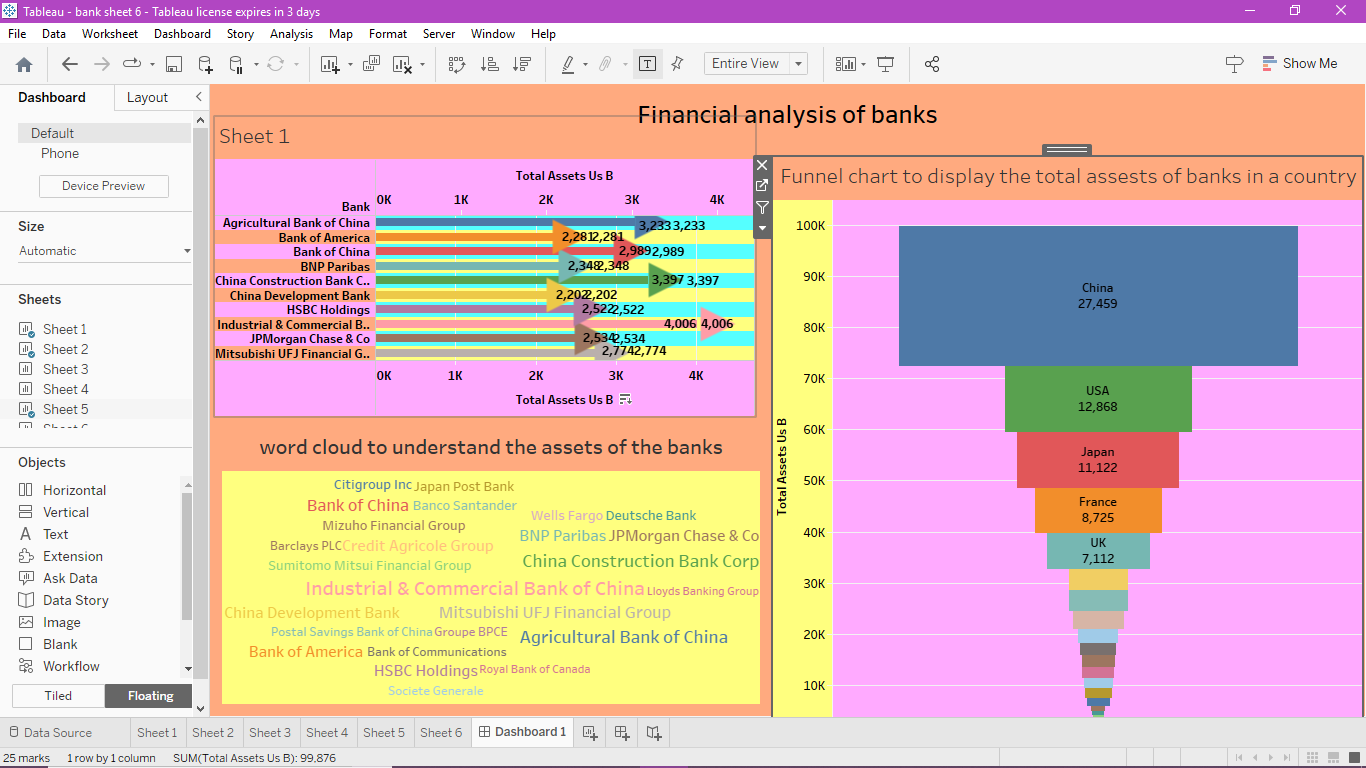 Tableau - bank sheet 6 - Tableau license expires in 3 days
File Data Worksheet Dashboard Story Analysis Map Format Server Window Help
Entire View
Show Me
Dashboard Layout
Default
Phone
Device Preview
Size
Automatic
Sheets
Sheet 1
Sheet 2
Sheet 3
Sheet 4
Sheet 5
Objects
Horizontal
Vertical
Text
Extension
Ask Data
Data Story
Image
Blank
Workflow
Tiled Floating
Financial analysis of banks
Sheet 1
Total Assets Us B
Bank 0K 1K 2K 3K 4K
Agricultural Bank of China 3,233 3,233
Bank of America 2,281 2,281
Bank of China 2,989 2,989
BNP Paribas 2,348 2,348
China Construction Bank C.. 3,397 3,397
China Development Bank 2,202 2,202
HSBC Holdings 2,522 2,522
Industrial & Commercial B.. 4,006 4,006
JPMorgan Chase & Co 2,534 2,534
Mitsubishi UFJ Financial G.. 2,774 2,774
0K 1K 2K 3K 4K
Total Assets Us B
word cloud to understand the assets of the banks
Citigroup Inc Japan Post Bank
Bank of China Banco Santander
Wells Fargo Deutsche Bank
Mizuho Financial Group
BNP Paribas JPMorgan Chase & Co
Barclays PLC Credit Agricole Group
Sumitomo Mitsui Financial Group China Construction Bank Corp
Industrial & Commercial Bank of China Lloyds Banking Group
China Development Bank Mitsubishi UFJ Financial Group
Postal Savings Bank of China Groupe BPCE Agricultural Bank of China
Bank of America Bank of Communications
HSBC Holdings Royal Bank of Canada
Societe Generale
Funnel chart to display the total assests of banks in a country
Total Assets Us B
100K
90K
80K
70K
60K
50K
40K
30K
20K
10K
China
27,459
USA
12,868
Japan
11,122
France
8,725
UK
7,112
Data Source Sheet 1 Sheet 2 Sheet 3 Sheet 4 Sheet 5 Sheet 6 Dashboard 1
25 marks 1 row by 1 column SUM(Total Assets Us B): 99,876